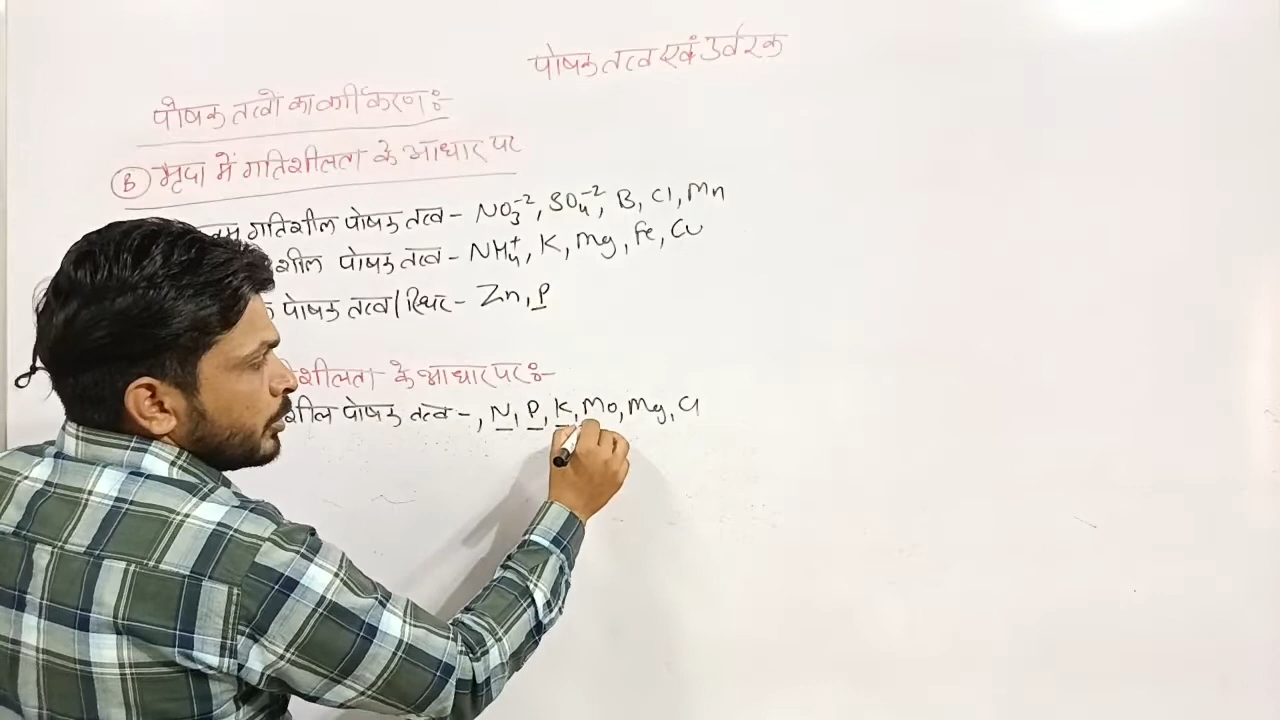 पोषक तत्व एवं उर्वरक
पोषक तत्वों का वर्गीकरण :-
(B) मृदा में गतिशीलता के आधार पर
गतिशील पोषक तत्व - NO₃⁻², SO₄⁻², B, Cl, Mn
शील पोषक तत्व - NH₄⁺, K, Mg, Fe, Cu
पोषक तत्व/स्थिर - Zn, P
शीलता के आधार पर :-
शील पोषक तत्व -, N, P, K, Mo, Mg, Cl